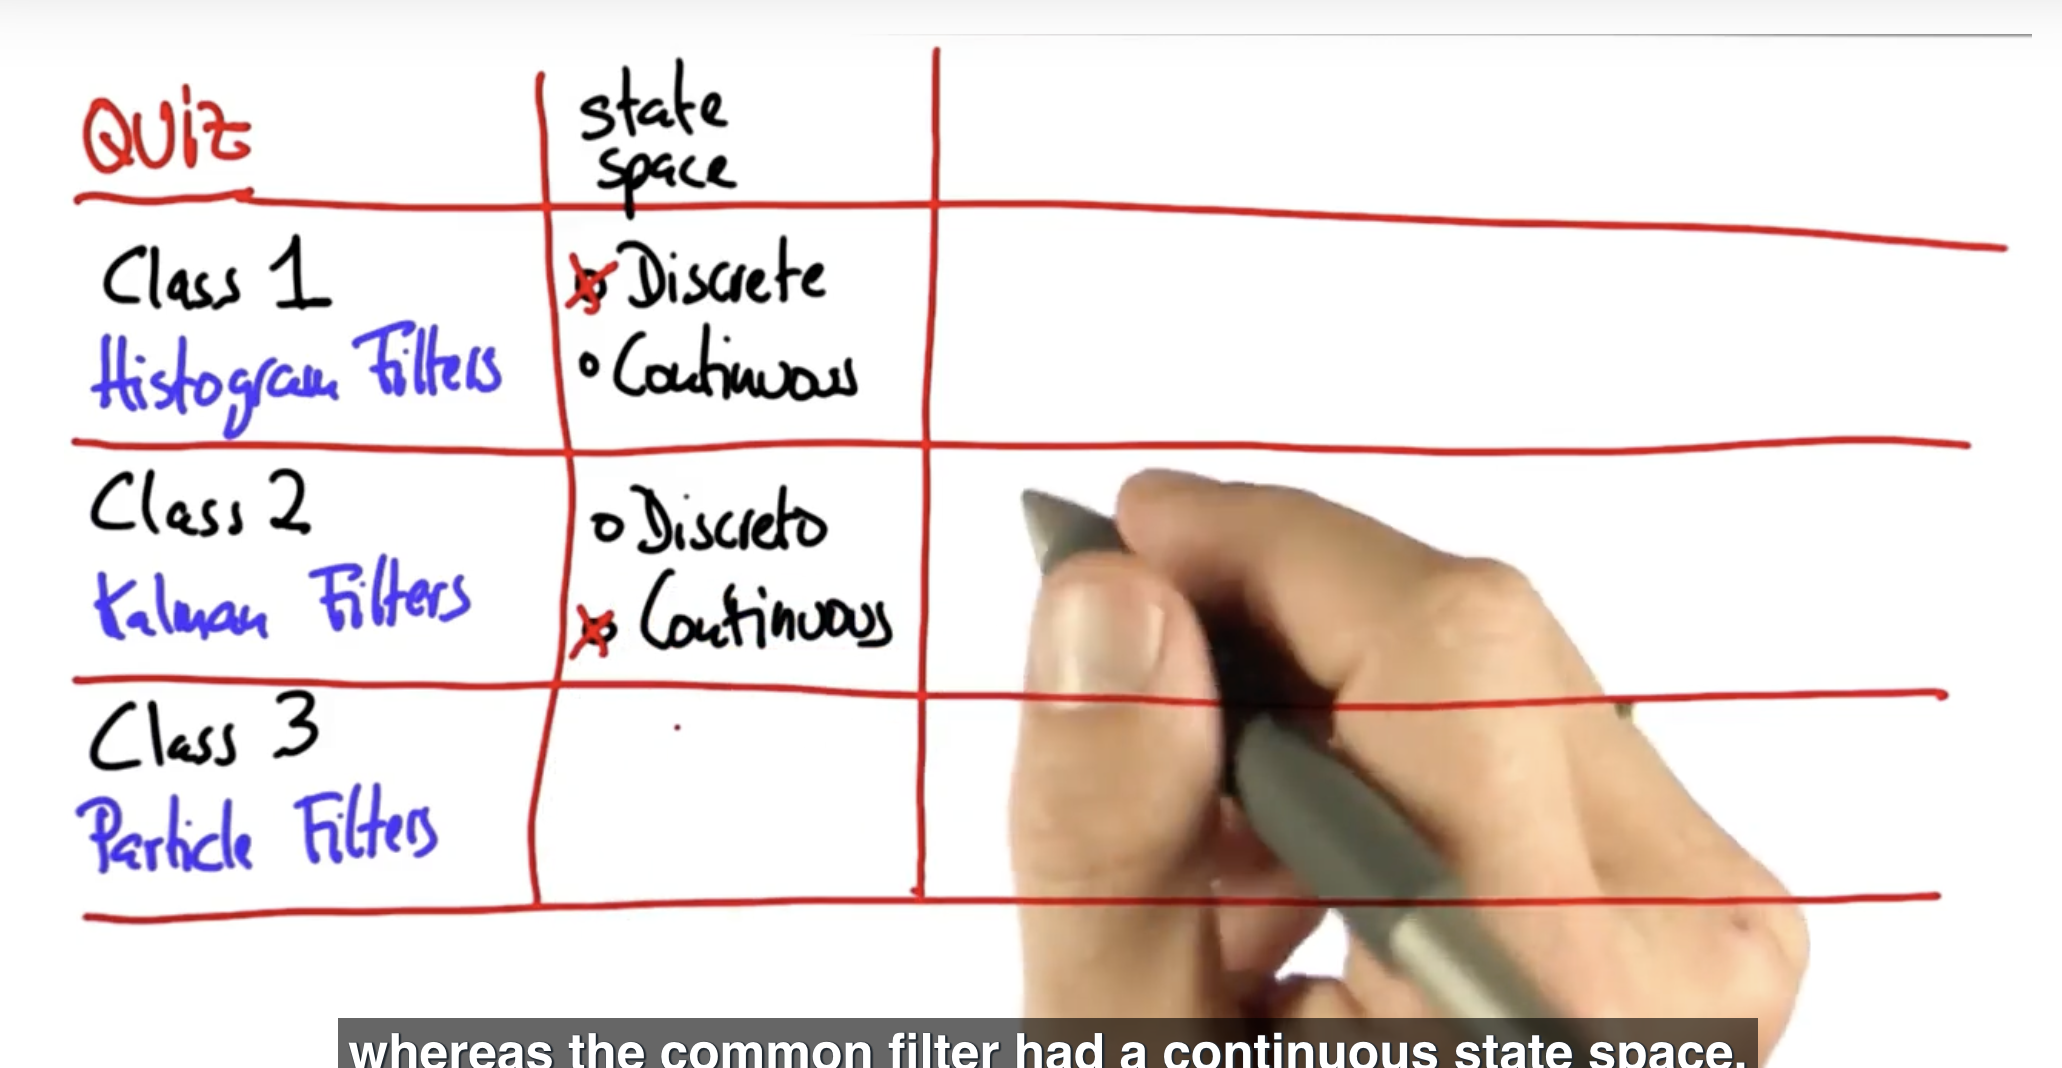 QUiz
state
space
Class 1
Histogram Filters
Discrete
Continuous
Class 2
Kalman Filters
Discrete
Continuous
Class 3
Particle Filters
whereas the common filter had a continuous state space.